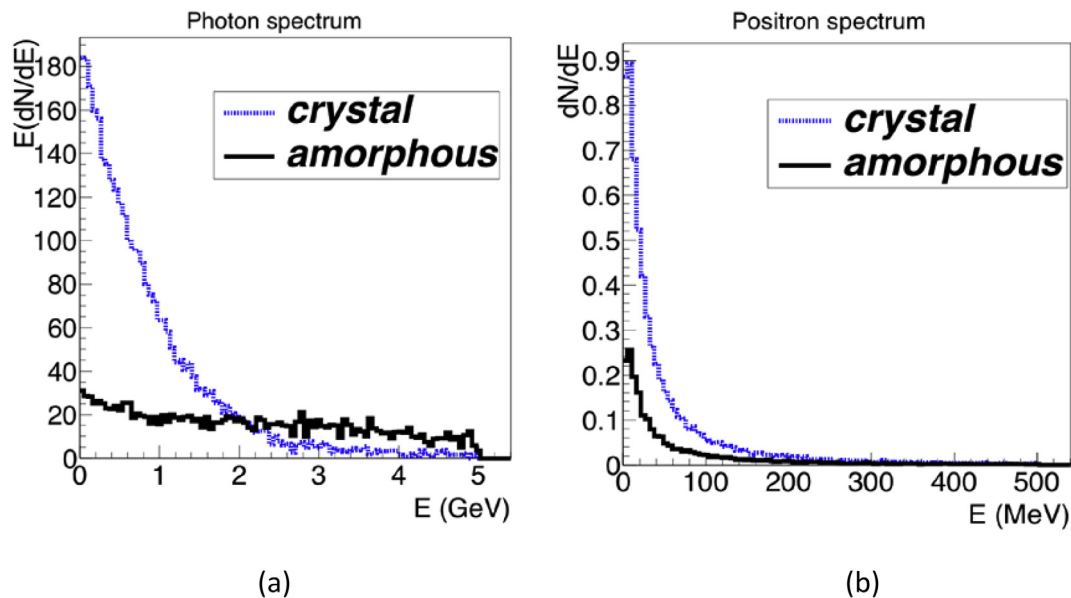 Photon spectrum
E(dN/dE)
180
160
140
120
100
80
60
40
20
0
crystal
amorphous
0 1 2 3 4 5
E (GeV)
(a)
Positron spectrum
dN/dE
0.9
0.8
0.7
0.6
0.5
0.4
0.3
0.2
0.1
0
crystal
amorphous
0 100 200 300 400 500
E (MeV)
(b)